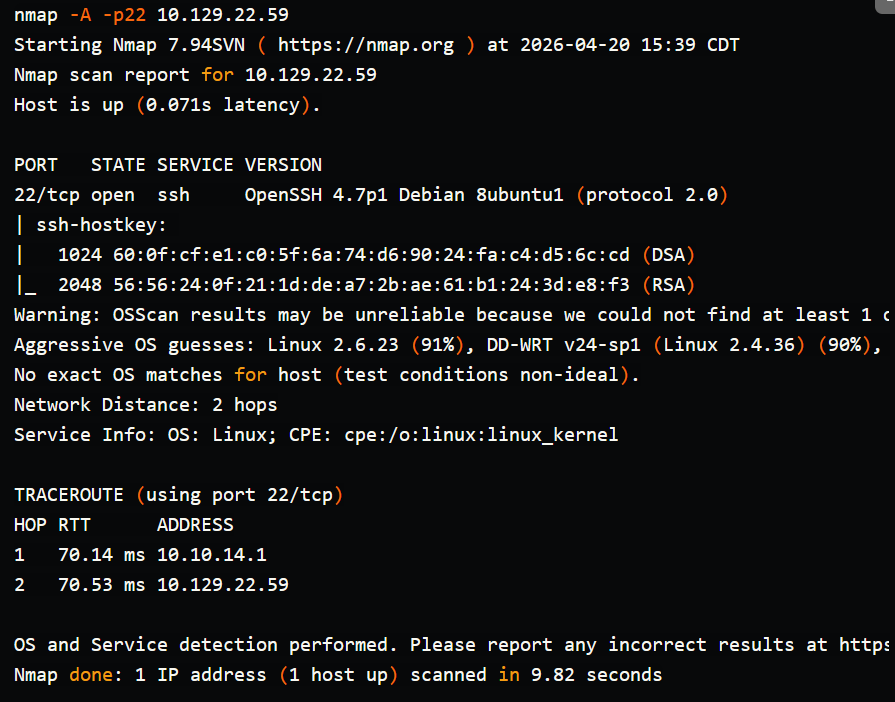 nmap -A -p22 10.129.22.59
Starting Nmap 7.94SVN ( https://nmap.org ) at 2026-04-20 15:39 CDT
Nmap scan report for 10.129.22.59
Host is up (0.071s latency).
PORT   STATE SERVICE VERSION
22/tcp open  ssh     OpenSSH 4.7p1 Debian 8ubuntu1 (protocol 2.0)
| ssh-hostkey:
|   1024 60:0f:cf:e1:c0:5f:6a:74:d6:90:24:fa:c4:d5:6c:cd (DSA)
|_  2048 56:56:24:0f:21:1d:de:a7:2b:ae:61:b1:24:3d:e8:f3 (RSA)
Warning: OSScan results may be unreliable because we could not find at least 1
Aggressive OS guesses: Linux 2.6.23 (91%), DD-WRT v24-sp1 (Linux 2.4.36) (90%),
No exact OS matches for host (test conditions non-ideal).
Network Distance: 2 hops
Service Info: OS: Linux; CPE: cpe:/o:linux:linux_kernel
TRACEROUTE (using port 22/tcp)
HOP RTT      ADDRESS
1   70.14 ms 10.10.14.1
2   70.53 ms 10.129.22.59
OS and Service detection performed. Please report any incorrect results at https
Nmap done: 1 IP address (1 host up) scanned in 9.82 seconds